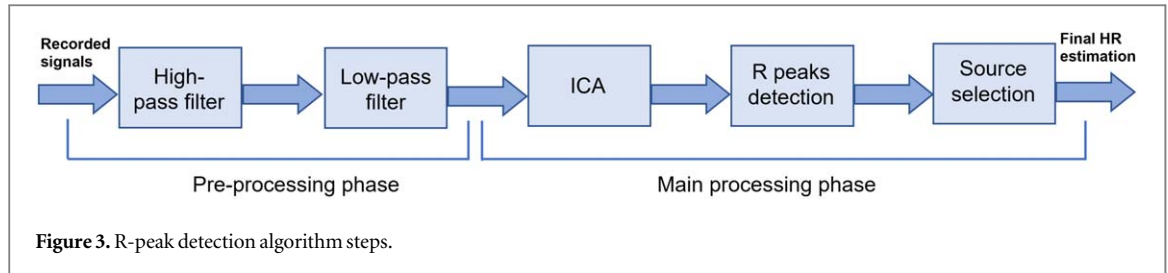 Recorded
signals
High-
pass filter
Low-pass
filter
ICA
R peaks
detection
Source
selection
Final HR
estimation
Pre-processing phase
Main processing phase
Figure 3. R-peak detection algorithm steps.